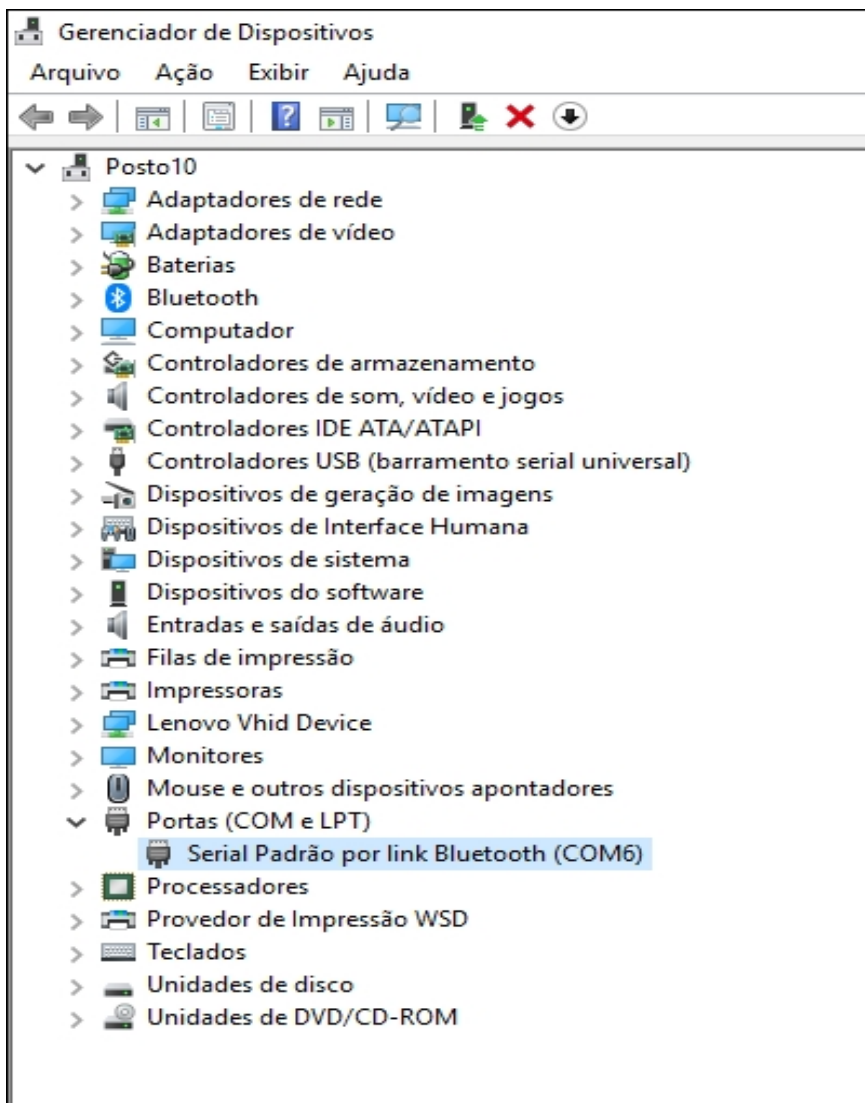 Gerenciador de Dispositivos
Arquivo Ação Exibir Ajuda
Posto10
Adaptadores de rede
Adaptadores de vídeo
Baterias
Bluetooth
Computador
Controladores de armazenamento
Controladores de som, vídeo e jogos
Controladores IDE ATA/ATAPI
Controladores USB (barramento serial universal)
Dispositivos de geração de imagens
Dispositivos de Interface Humana
Dispositivos de sistema
Dispositivos do software
Entradas e saídas de áudio
Filas de impressão
Impressoras
Lenovo Vhid Device
Monitores
Mouse e outros dispositivos apontadores
Portas (COM e LPT)
Serial Padrão por link Bluetooth (COM6)
Processadores
Provedor de Impressão WSD
Teclados
Unidades de disco
Unidades de DVD/CD-ROM